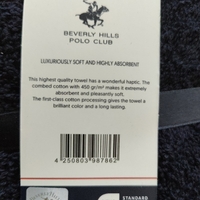 BEVERLY HILLS
POLO CLUB
LUXURIOUSLY SOFT AND HIGHLY ABSORBENT
This highest quality towel has a wonderful haptic. The
combed cotton with 450 gr/m² makes it extremely
absorbent and pleasantly soft.
The first-class cotton processing gives the towel a
brilliant color and a long lasting.
4 250803 987862
STANDARD